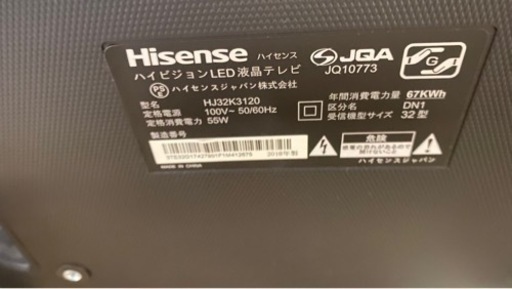 Hisense ハイセンス
JQA
JQ10773
G
ハイビジョンLED液晶テレビ
PS
E
ハイセンスジャパン株式会社
年間消費電力量 67KWh
型名 HJ32K3120
区分名 DN1
定格電源 100V~ 50/60Hz
受信機型サイズ 32型
定格消費電力 55W
製造番号
危険
2018年製
MADE IN CHINA
ハイセンスジャパン